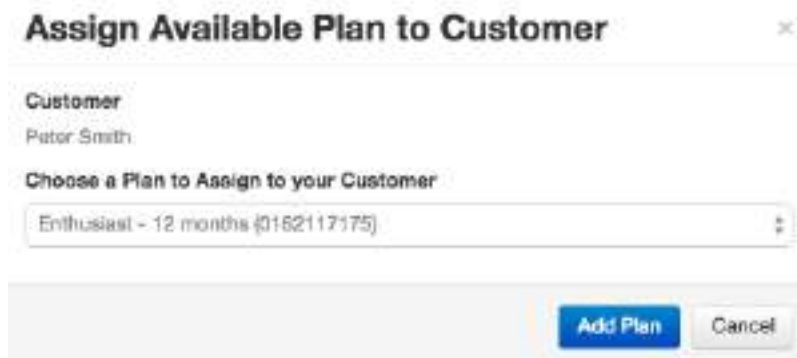 Assign Available Plan to Customer ×
Customer
Peter Smith
Choose a Plan to Assign to your Customer
Enthusiast - 12 months (0162117175)
Add Plan Cancel